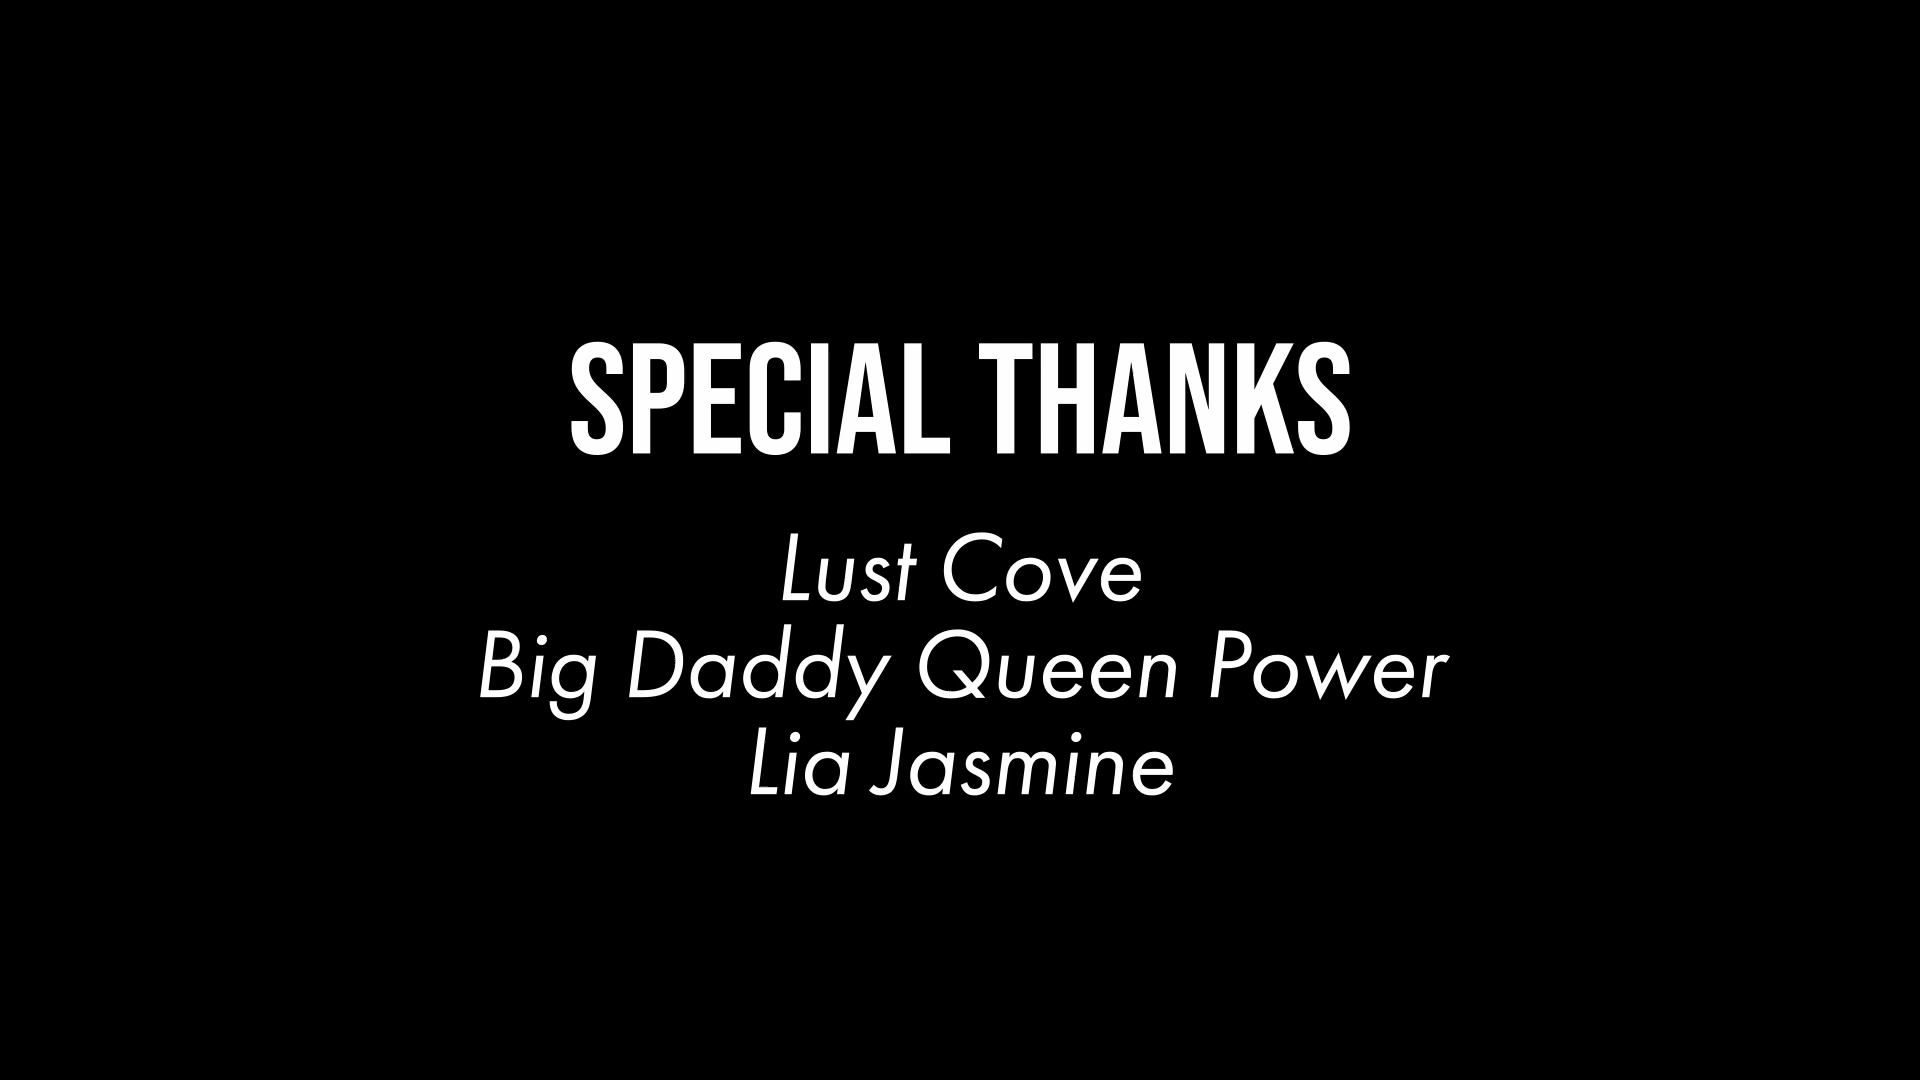 SPECIAL THANKS
Lust Cove
Big Daddy Queen Power
Lia Jasmine